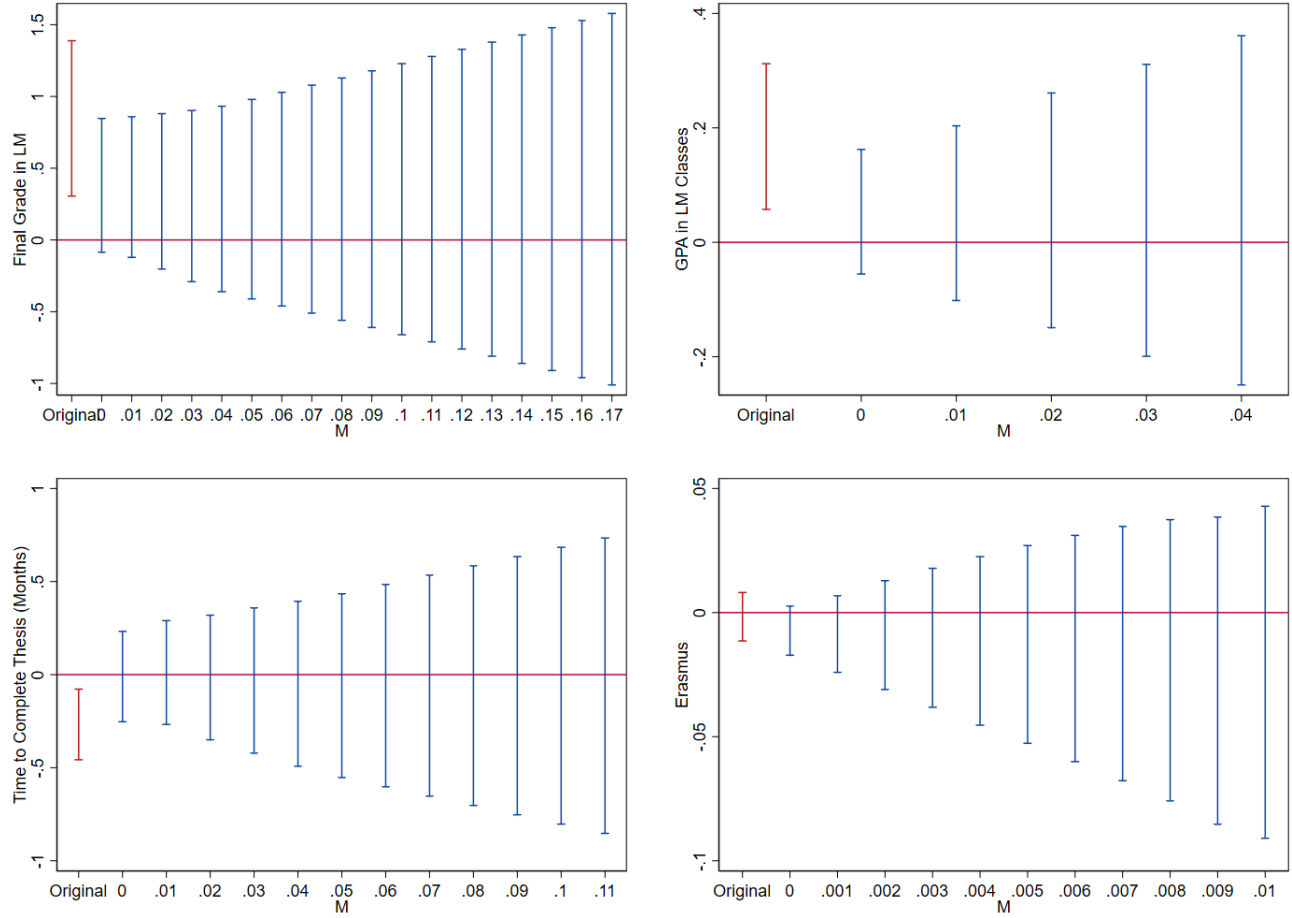 Final Grade in LM
1.5
1
.5
0
-.5
-1
Original 0 .01 .02 .03 .04 .05 .06 .07 .08 .09 .1 .11 .12 .13 .14 .15 .16 .17
M
GPA in LM Classes
.4
.2
0
-.2
Original 0 .01 .02 .03 .04
M
Time to Complete Thesis (Months)
1
.5
0
-.5
-1
Original 0 .01 .02 .03 .04 .05 .06 .07 .08 .09 .1 .11
M
Erasmus
.05
0
-.05
-.1
Original 0 .001 .002 .003 .004 .005 .006 .007 .008 .009 .01
M